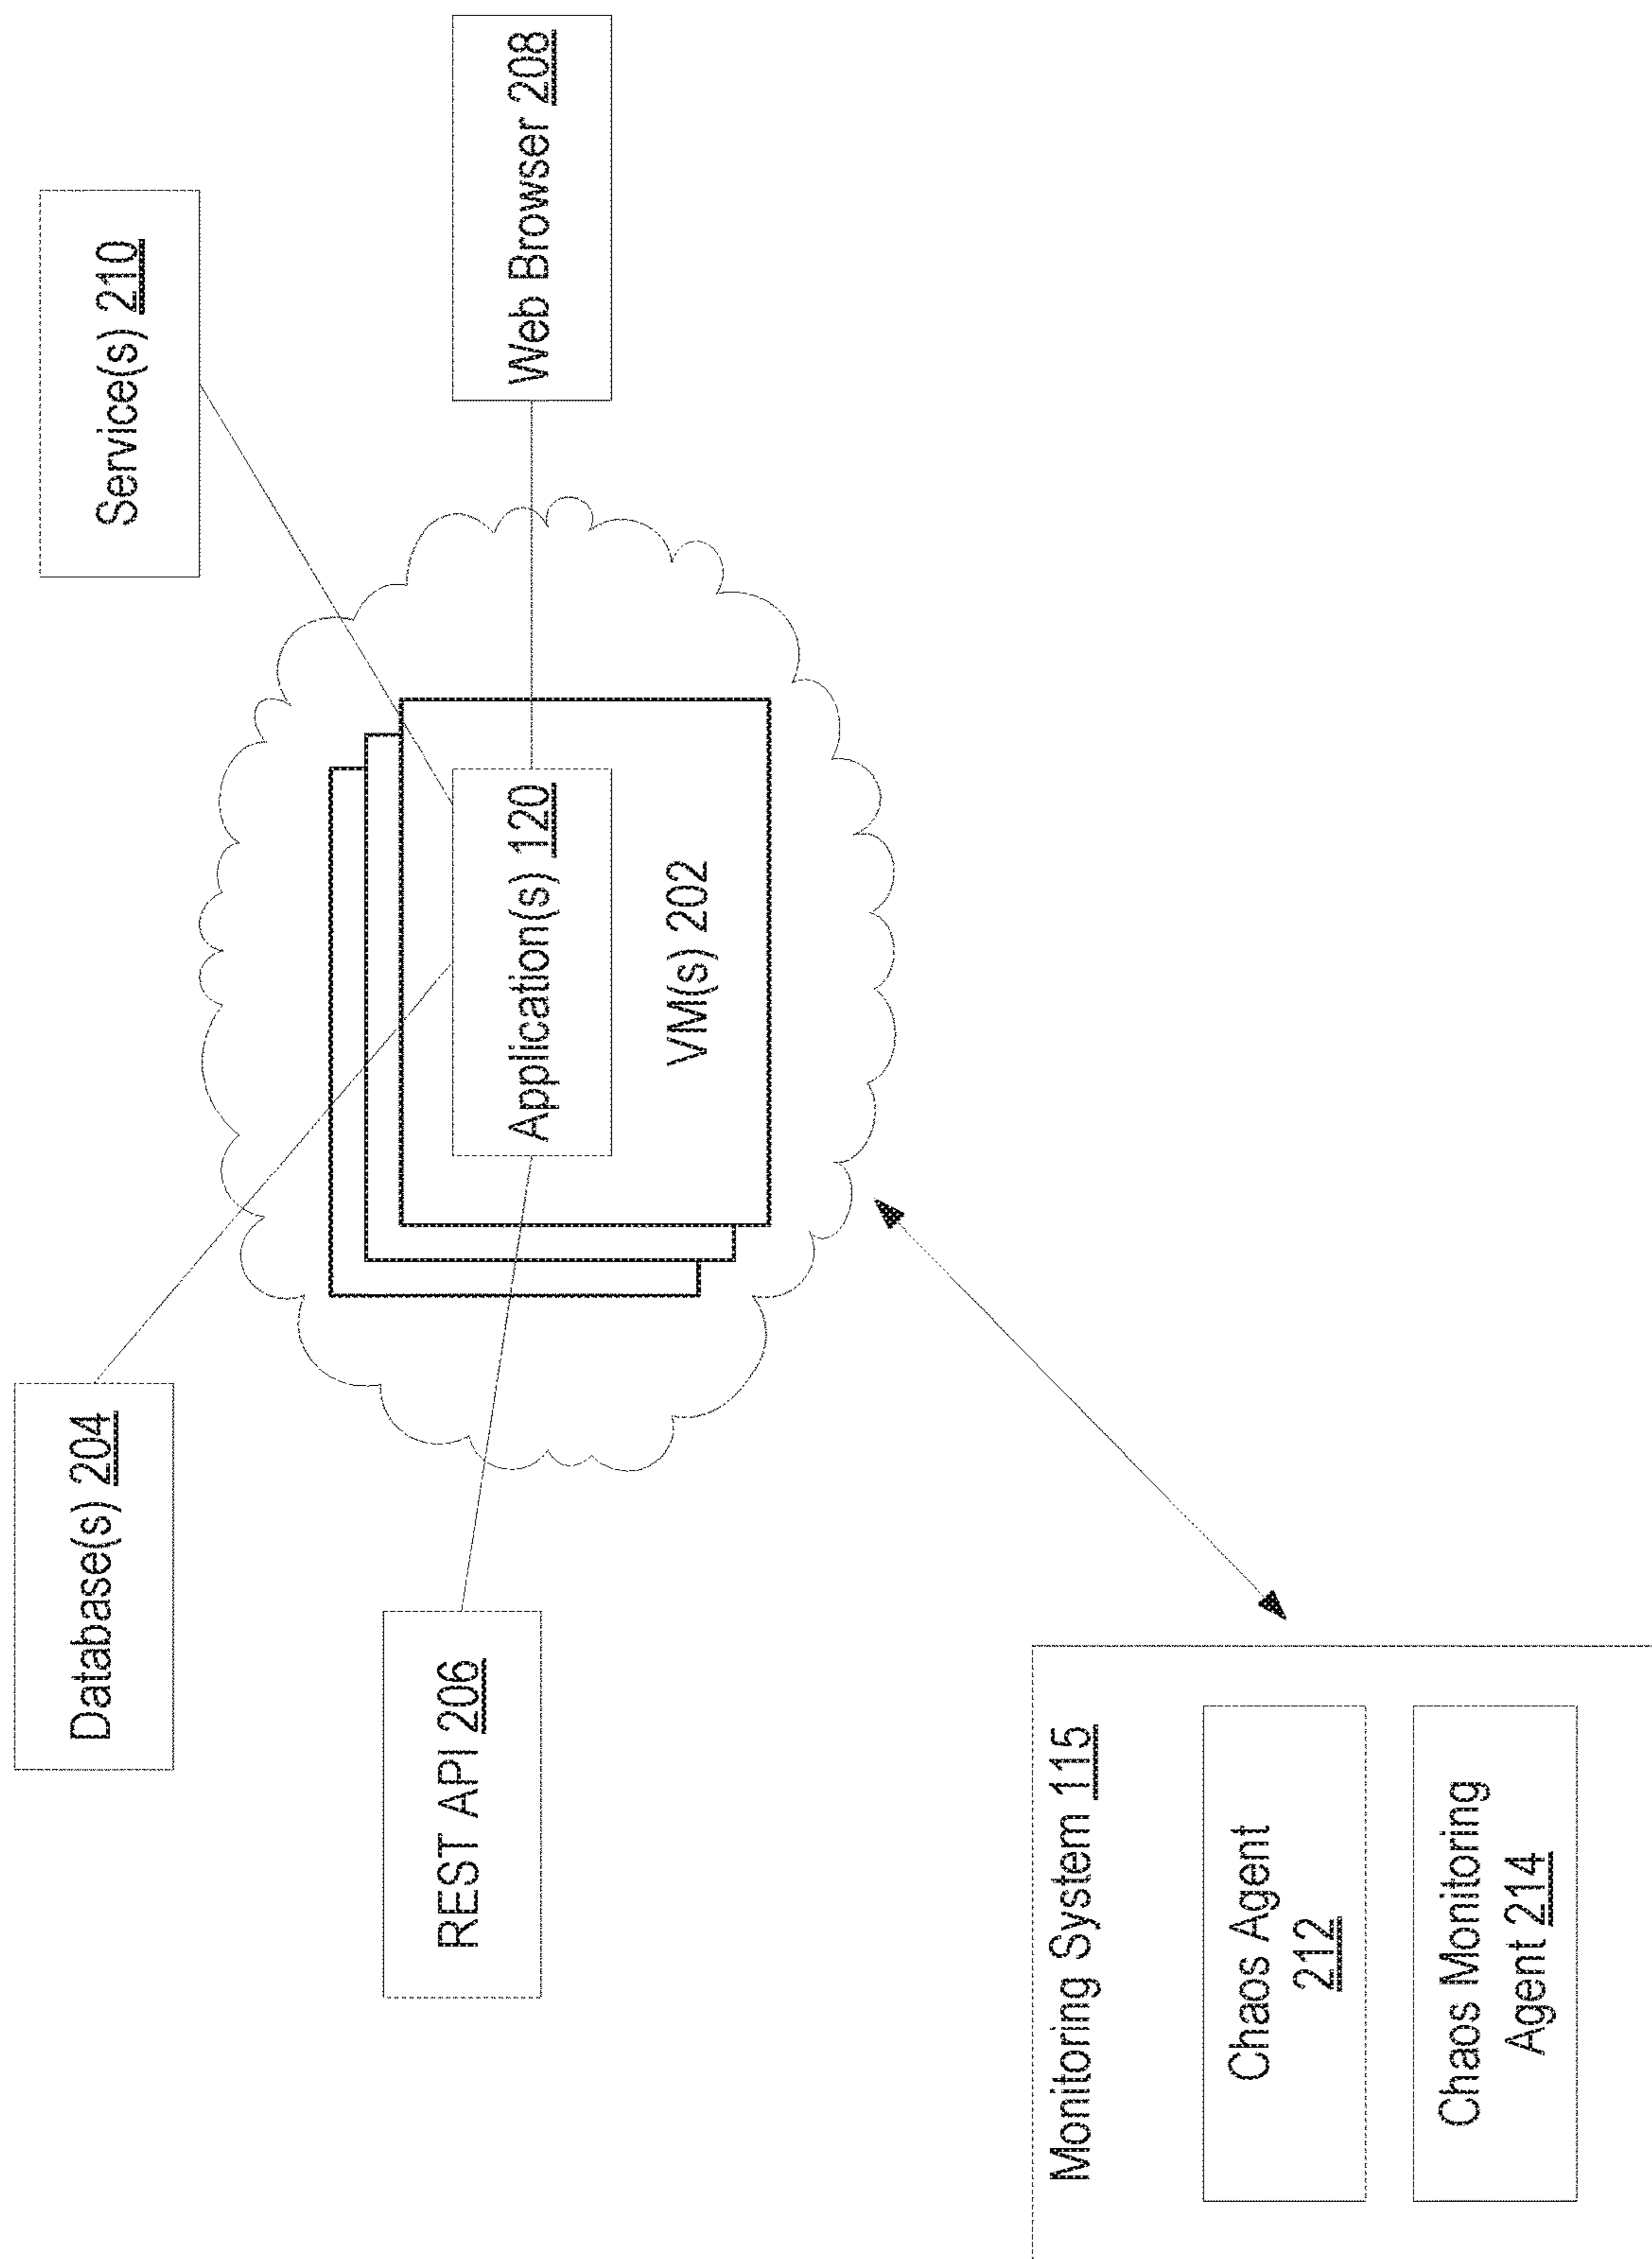 Database(s) 204
Service(s) 210
REST API 206
Application(s) 120
Web Browser 208
VM(s) 202
Monitoring System 115
Chaos Agent
212
Chaos Monitoring
Agent 214